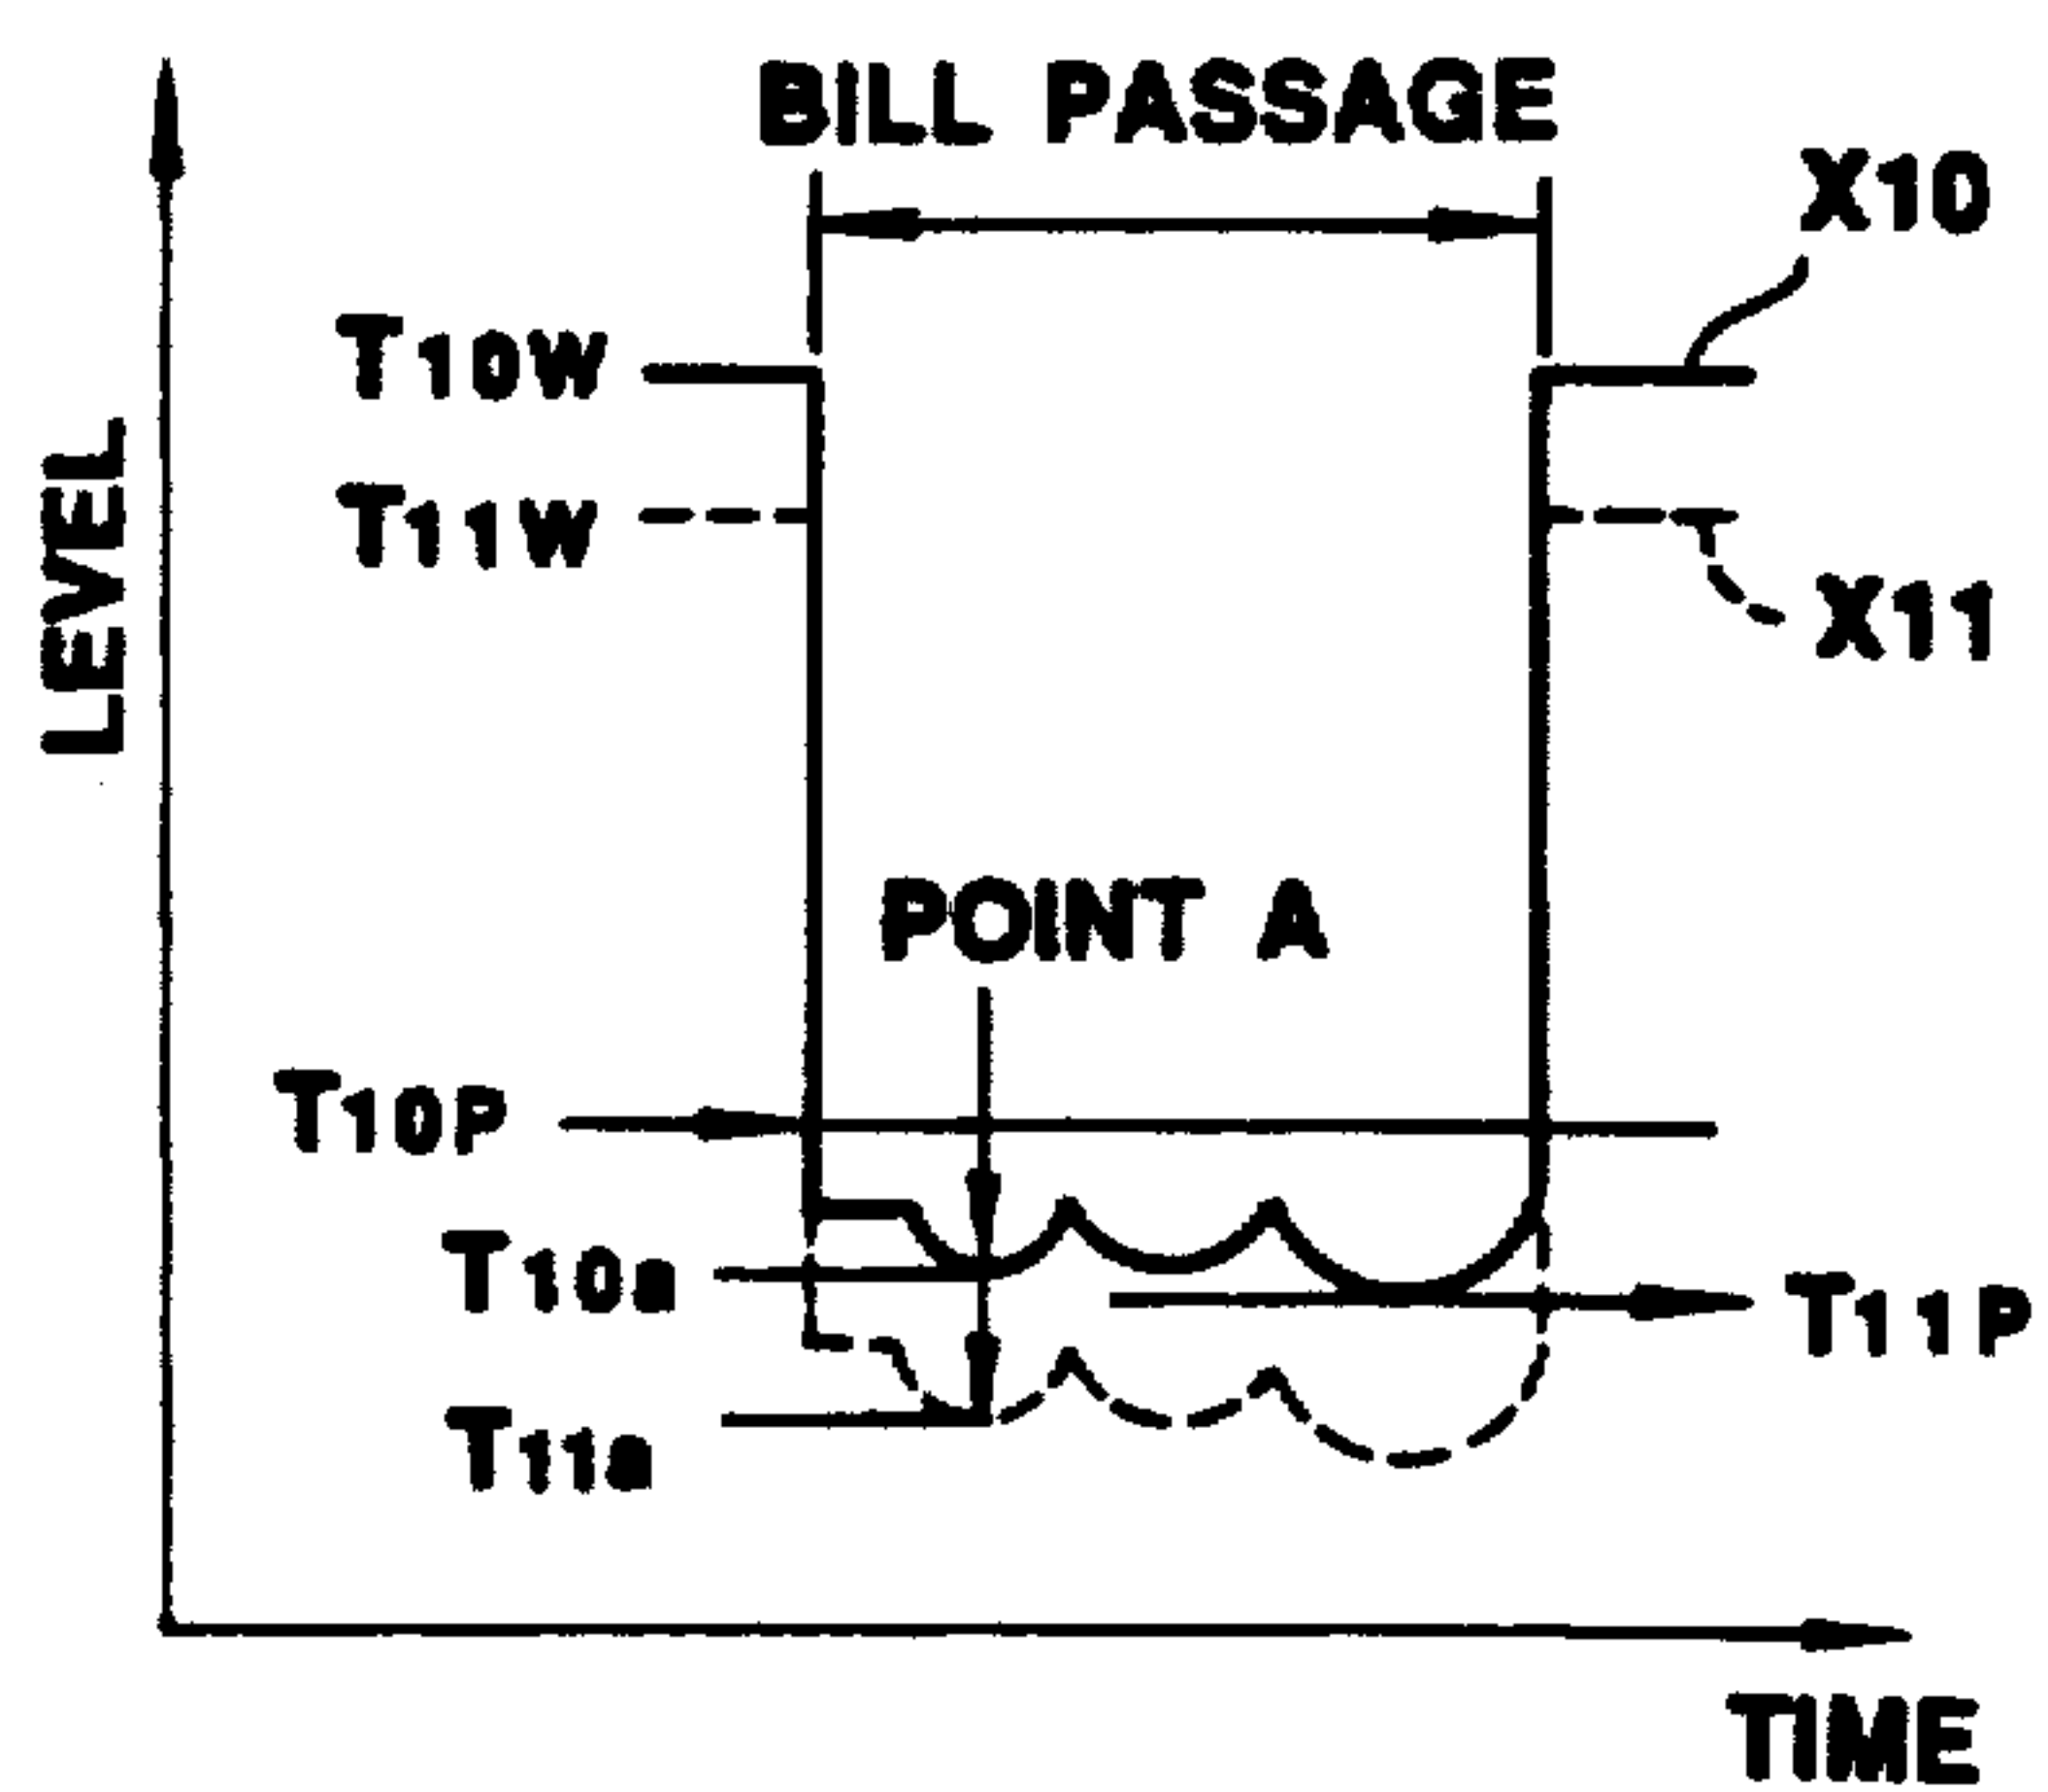 BILL PASSAGE
X10
T10W
LEVEL
T11W
X11
POINT A
T10P
T10a
T11P
T11a
TIME